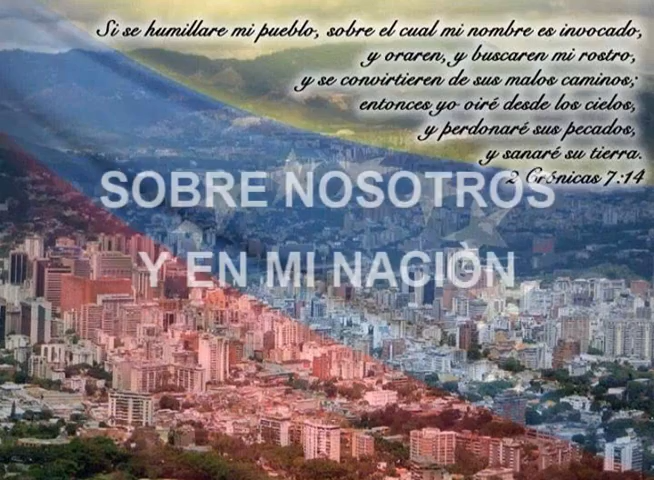 Si se humillare mi pueblo, sobre el cual mi nombre es invocado,
y oraren, y buscaren mi rostro,
y se convirtieren de sus malos caminos;
entonces yo oiré desde los cielos,
y perdonaré sus pecados,
y sanaré su tierra.
2 Crónicas 7:14
SOBRE NOSOTROS
Y EN MI NACIÒN